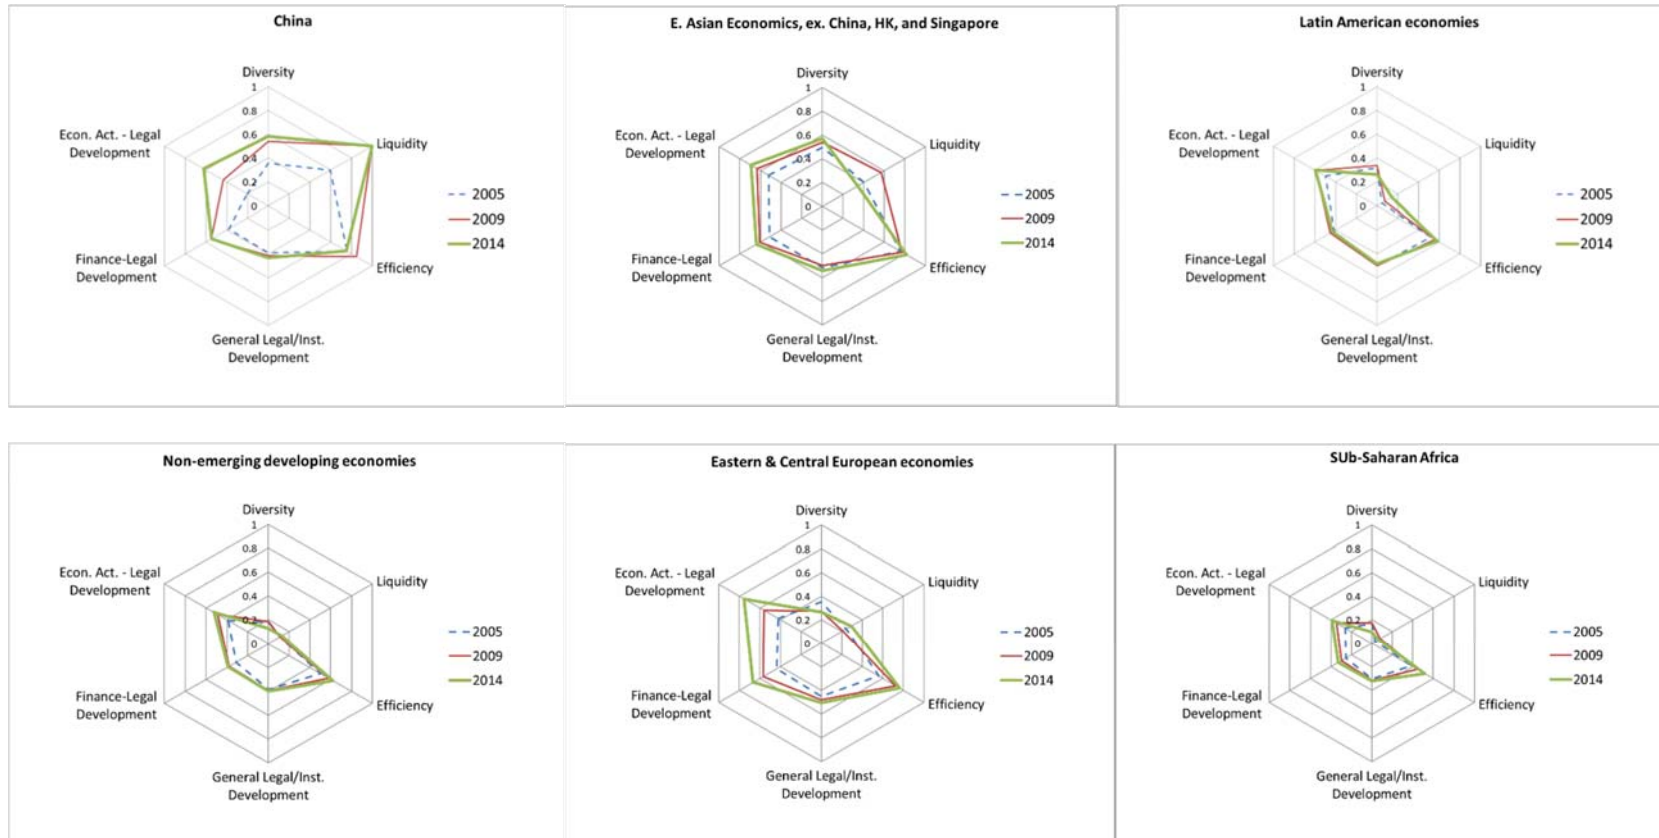 China
Diversity
1
0.8
0.6
0.4
0.2
0
Econ. Act. - Legal
Development
Liquidity
Finance-Legal
Development
Efficiency
General Legal/Inst.
Development
2005
2009
2014
E. Asian Economics, ex. China, HK, and Singapore
Diversity
1
0.8
0.6
0.4
0.2
0
Econ. Act. - Legal
Development
Liquidity
Finance-Legal
Development
Efficiency
General Legal/Inst.
Development
2005
2009
2014
Latin American economies
Diversity
1
0.8
0.6
0.4
0.2
0
Econ. Act. - Legal
Development
Liquidity
Finance-Legal
Development
Efficiency
General Legal/Inst.
Development
2005
2009
2014
Non-emerging developing economies
Diversity
1
0.8
0.6
0.4
0.2
0
Econ. Act. - Legal
Development
Liquidity
Finance-Legal
Development
Efficiency
General Legal/Inst.
Development
2005
2009
2014
Eastern & Central European economies
Diversity
1
0.8
0.6
0.4
0.2
0
Econ. Act. - Legal
Development
Liquidity
Finance-Legal
Development
Efficiency
General Legal/Inst.
Development
2005
2009
2014
SUb-Saharan Africa
Diversity
1
0.8
0.6
0.4
0.2
0
Econ. Act. - Legal
Development
Liquidity
Finance-Legal
Development
Efficiency
General Legal/Inst.
Development
2005
2009
2014